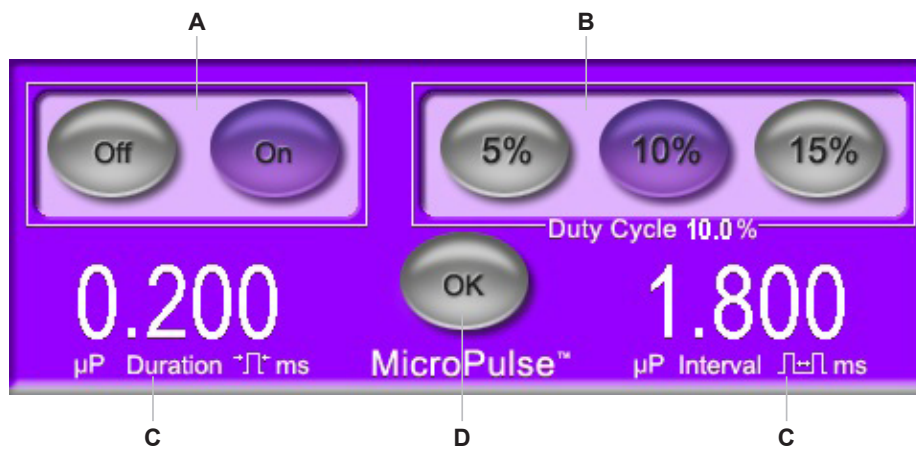 A B
Off On 5% 10% 15%
Duty Cycle 10.0%
0.200 OK 1.800
µP Duration ms MicroPulse™ µP Interval ms
C D C